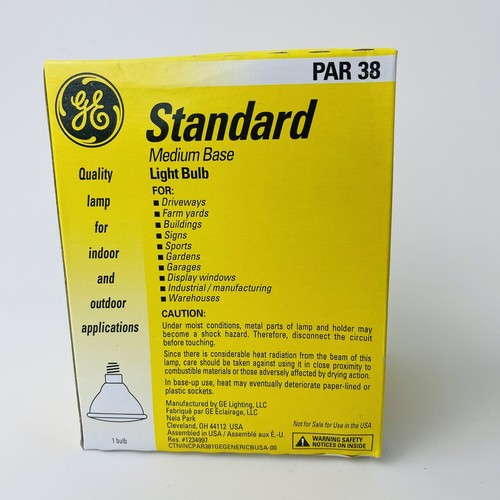 PAR 38
GE
Standard
Medium Base
Light Bulb
Quality
lamp
for
indoor
and
outdoor
applications
FOR:
■ Driveways
■ Farm yards
■ Buildings
■ Signs
■ Sports
■ Gardens
■ Garages
■ Display windows
■ Industrial / manufacturing
■ Warehouses
CAUTION:
Under moist conditions, metal parts of lamp and holder may
become a shock hazard. Therefore, disconnect the circuit
before touching.
Since there is considerable heat radiation from the beam of this
lamp, care should be taken against using it in close proximity to
combustible materials or those adversely affected by drying action.
In base-up use, socket, heat may eventually deteriorate paper-lined or
plastic sockets.
Manufactured by GE Lighting, LLC
Fabriqué par GE Éclairage, LLC
Nela Park
Cleveland, OH 44112 USA
Assembled in USA / Assemblé aux É.-U.
Res. #1234997
CTNINCPAR381GEGENERICBUSA-00
1 bulb
Not for Sale for Use in the USA
WARNING SAFETY
NOTICES ON INSIDE